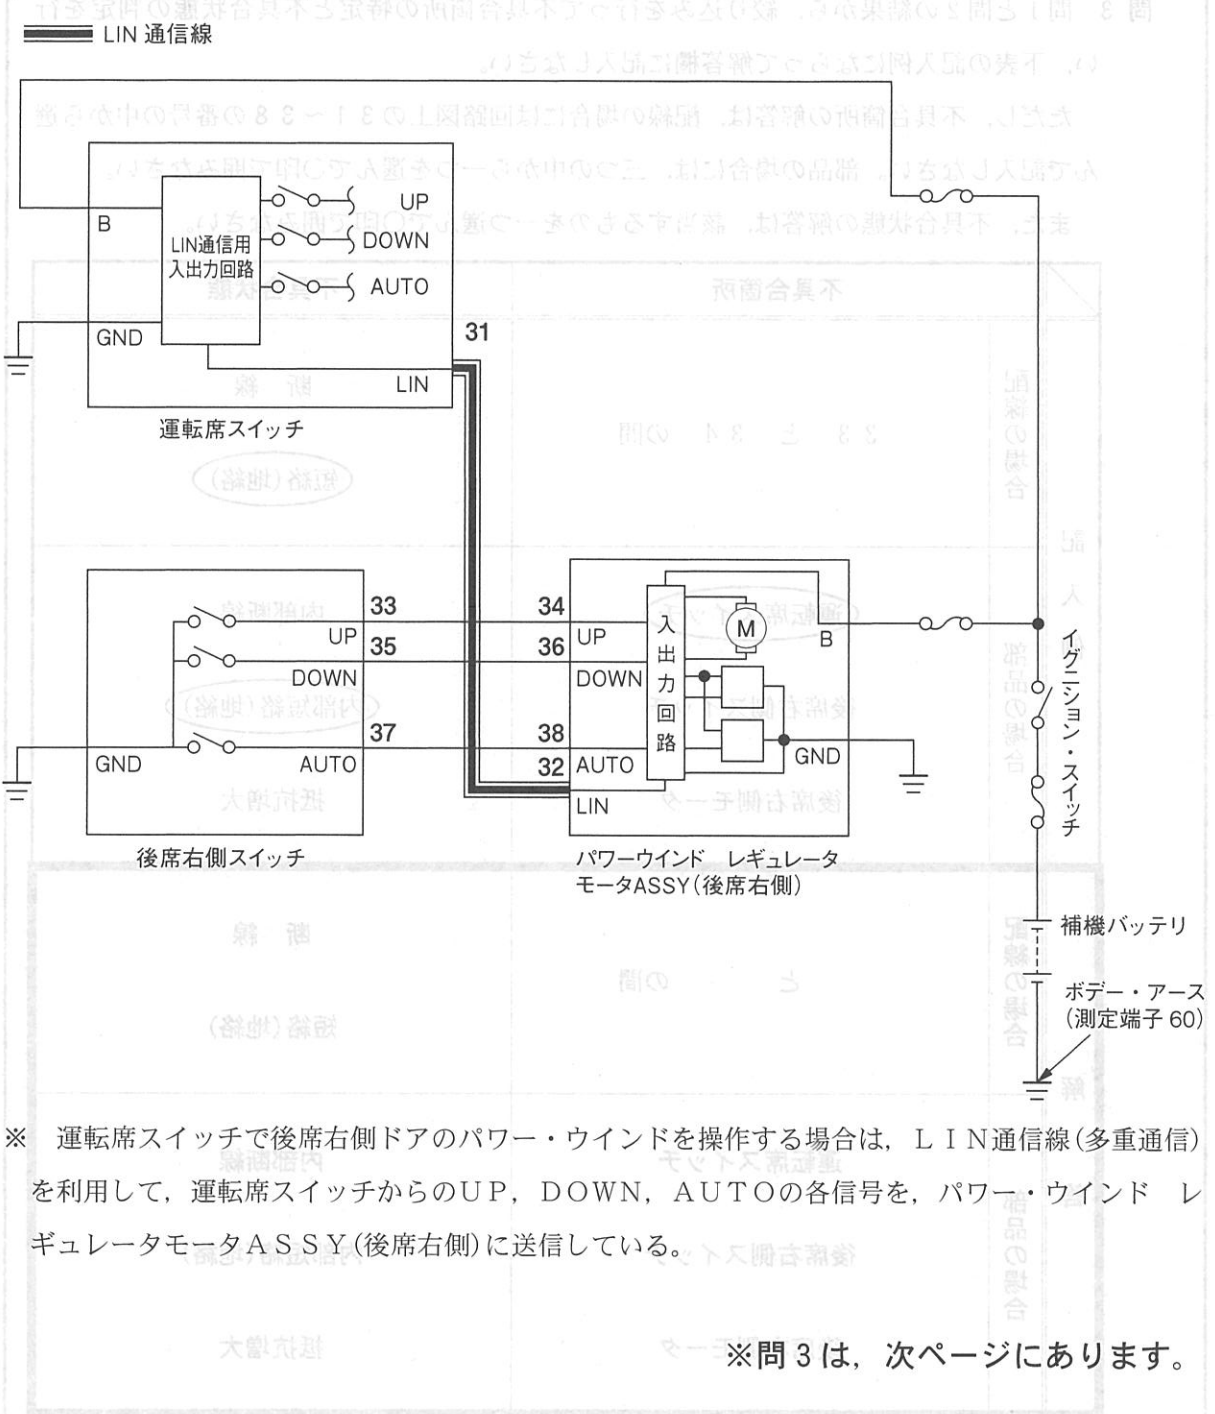 LIN 通信線
B
LIN通信用
入出力回路
UP
DOWN
AUTO
GND
31
LIN
運転席スイッチ
33
34
UP
UP
入出力回路
M
B
35
36
DOWN
DOWN
37
38
GND
AUTO
32
AUTO
GND
LIN
イグニション・スイッチ
後席右側スイッチ
パワーウインド レギュレータ
モータASSY(後席右側)
補機バッテリ
ボデー・アース
(測定端子 60)
※ 運転席スイッチで後席右側ドアのパワー・ウインドを操作する場合は，ＬＩＮ通信線(多重通信)
を利用して，運転席スイッチからのＵＰ，ＤＯＷＮ，ＡＵＴＯの各信号を，パワー・ウインド レ
ギュレータモータＡＳＳＹ(後席右側)に送信している。
※問 3 は，次ページにあります。